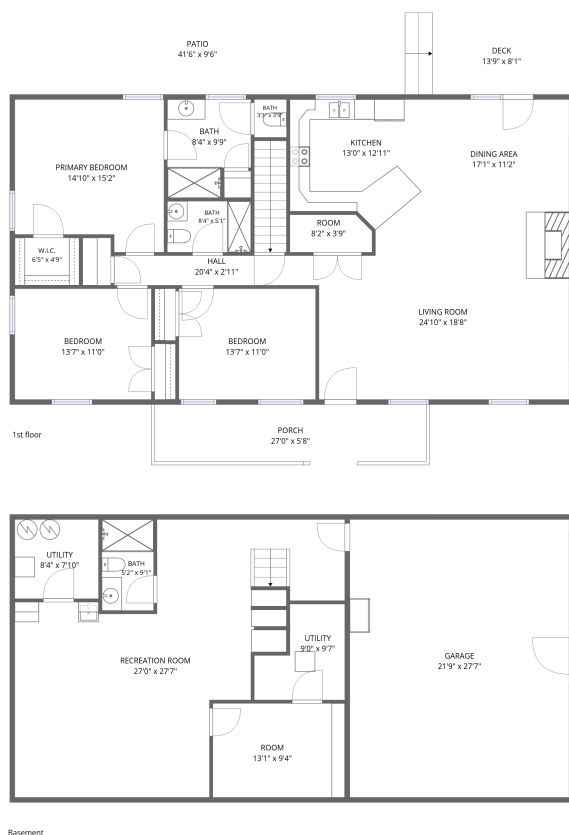 PATIO
41'6" x 9'6"
DECK
13'9" x 8'1"
BATH
3'1" x 3'9"
BATH
8'4" x 9'9"
KITCHEN
13'0" x 12'11"
DINING AREA
17'1" x 11'2"
PRIMARY BEDROOM
14'10" x 15'2"
BATH
8'4" x 5'1"
ROOM
8'2" x 3'9"
W.I.C.
6'5" x 4'9"
HALL
20'4" x 2'11"
LIVING ROOM
24'10" x 18'8"
BEDROOM
13'7" x 11'0"
BEDROOM
13'7" x 11'0"
PORCH
27'0" x 5'8"
1st floor
UTILITY
8'4" x 7'10"
BATH
5'2" x 9'1"
UTILITY
9'0" x 9'7"
RECREATION ROOM
27'0" x 27'7"
GARAGE
21'9" x 27'7"
ROOM
13'1" x 9'4"
Basement